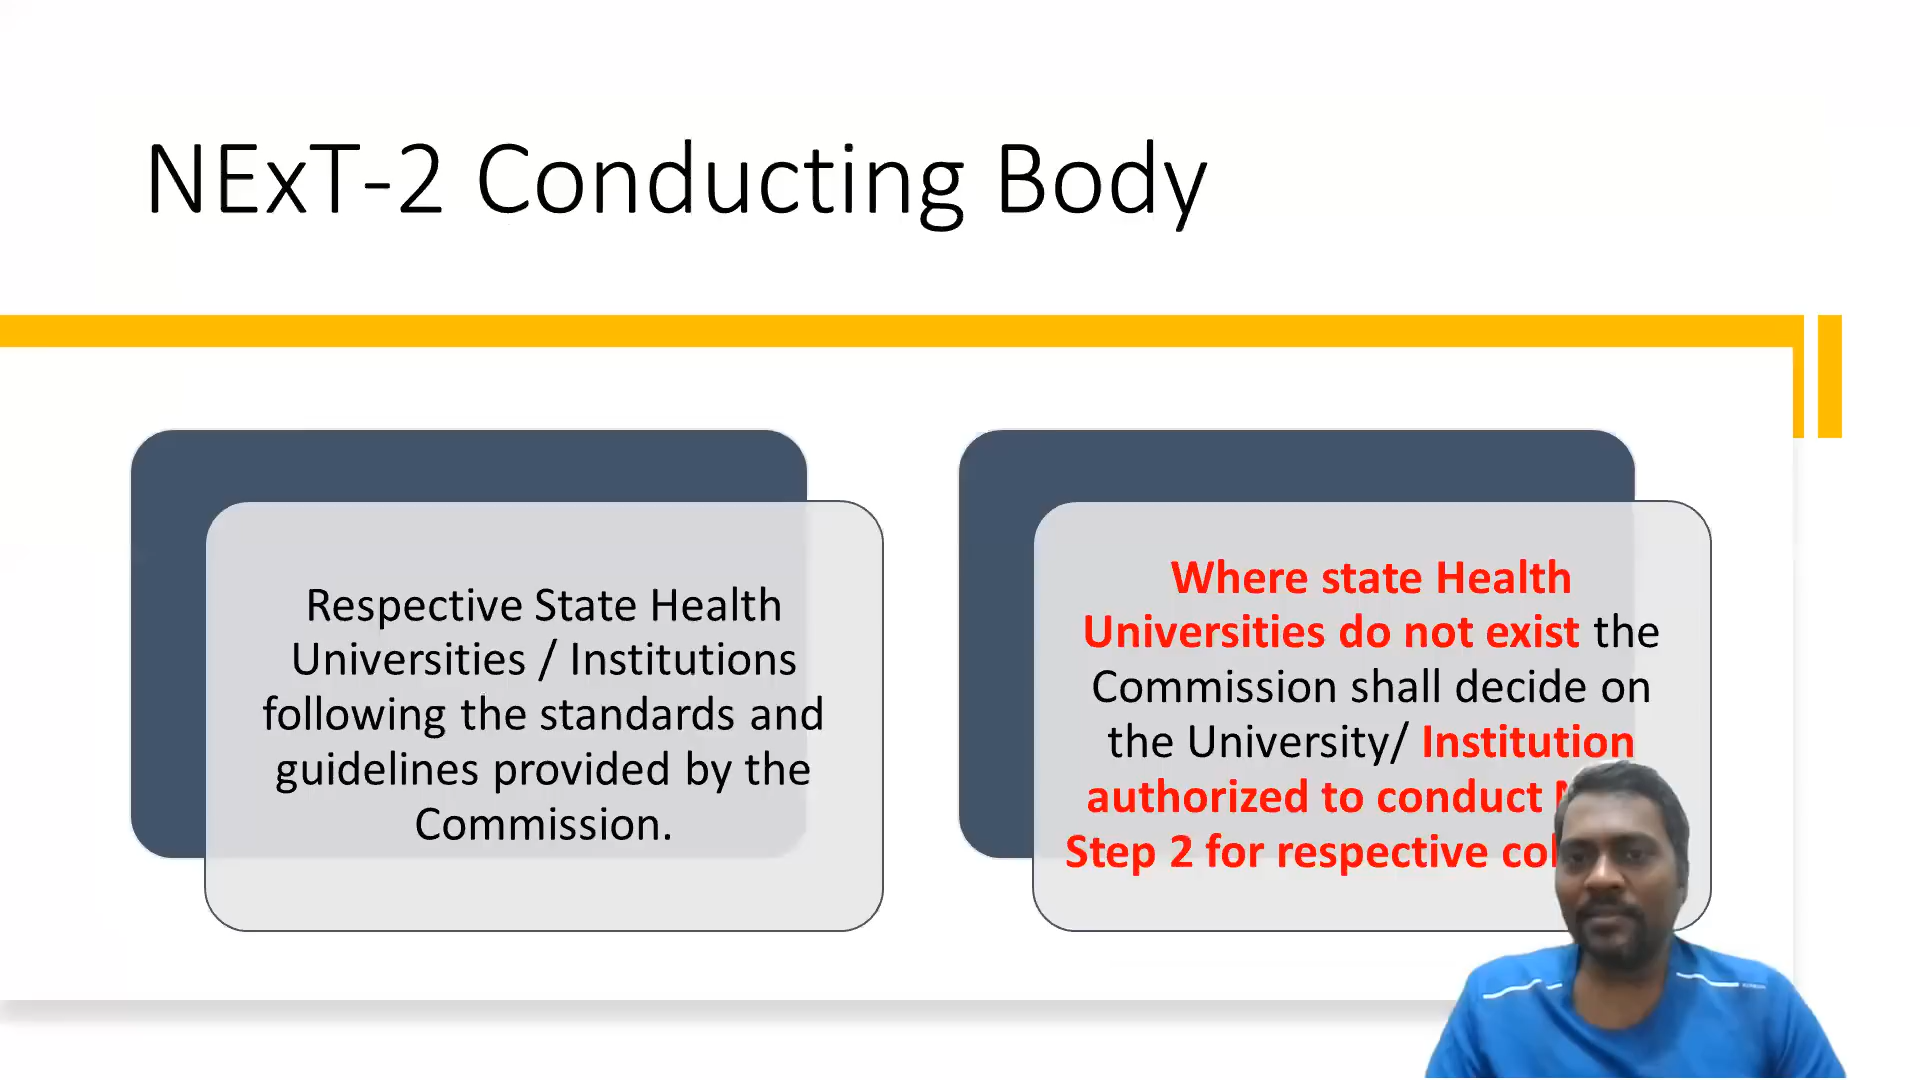 NExT-2 Conducting Body
Respective State Health
Universities / Institutions
following the standards and
guidelines provided by the
Commission.
Where state Health
Universities do not exist the
Commission shall decide on
the University/ Institution
authorized to conduct
Step 2 for respective